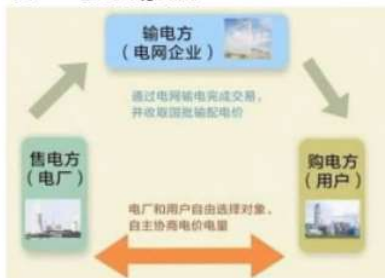 输电方
（电网企业）
通过电网输电完成交易，
并收取国批输配电价
售电方
（电厂）
购电方
（用户）
电厂和用户自由选择对象、
自主协商电价电量